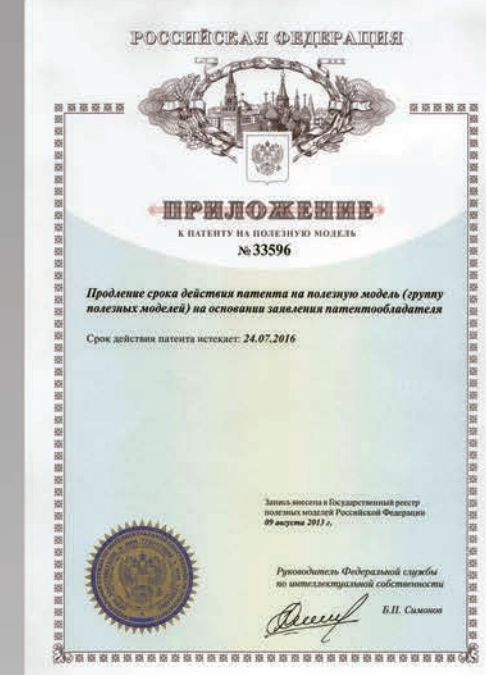 РОССИЙСКАЯ ФЕДЕРАЦИЯ
ПРИЛОЖЕНИЕ
К ПАТЕНТУ НА ПОЛЕЗНУЮ МОДЕЛЬ
№ 33596
Продление срока действия патента на полезную модель (группу
полезных моделей) на основании заявления патентообладателя
Срок действия патента истекает: 24.07.2016
Запись внесена в Государственный реестр
полезных моделей Российской Федерации
09 августа 2013 г.
Руководитель Федеральной службы
по интеллектуальной собственности
Б.П. Симонов